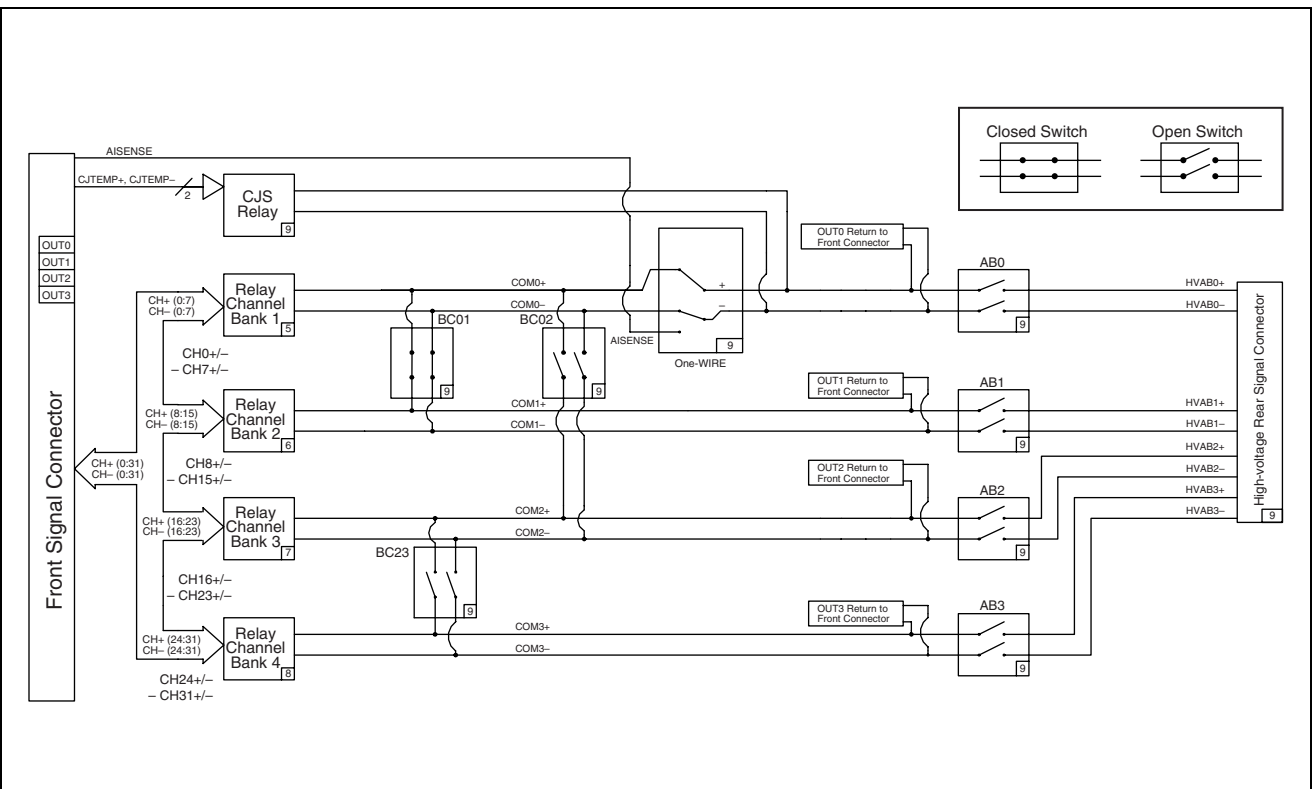 AISENSE
CJTEMP+, CJTEMP–
2
CJS
Relay
9
Closed Switch
Open Switch
OUT0
OUT1
OUT2
OUT3
Front Signal Connector
CH+ (0:31)
CH– (0:31)
CH+ (0:7)
CH– (0:7)
Relay
Channel
Bank 1
5
CH0+/–
– CH7+/–
CH+ (8:15)
CH– (8:15)
Relay
Channel
Bank 2
6
CH8+/–
– CH15+/–
CH+ (16:23)
CH– (16:23)
Relay
Channel
Bank 3
7
CH16+/–
– CH23+/–
CH+ (24:31)
CH– (24:31)
Relay
Channel
Bank 4
8
CH24+/–
– CH31+/–
COM0+
COM0–
BC01
9
BC02
9
AISENSE
+
–
9
One-WIRE
COM1+
COM1–
COM2+
COM2–
BC23
9
COM3+
COM3–
OUT0 Return to
Front Connector
AB0
9
OUT1 Return to
Front Connector
AB1
9
OUT2 Return to
Front Connector
AB2
9
OUT3 Return to
Front Connector
AB3
9
HVAB0+
HVAB0–
HVAB1+
HVAB1–
HVAB2+
HVAB2–
HVAB3+
HVAB3–
High-voltage Rear Signal Connector
9